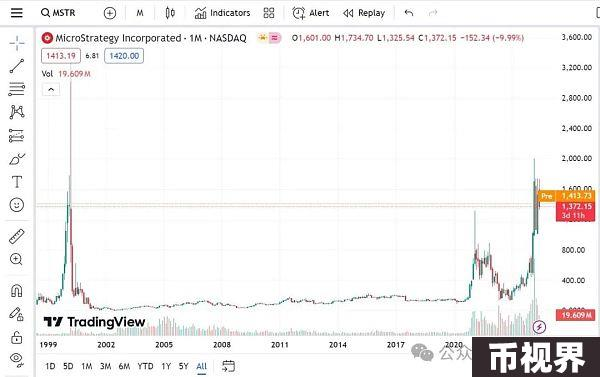 MSTR M Indicators Alert Replay
MicroStrategy Incorporated · 1M · NASDAQ O1,601.00 H1,734.70 L1,325.54 C1,372.15 −152.34 (−9.99%)
1413.19 6.81 1420.00
Vol 19.609M
3,600.00
3,200.00
2,800.00
2,400.00
2,000.00
1,600.00
Pre 1,413.73
1,372.15
3d 11h
800.00
400.00
19.609M
TradingView
1999 2002 2005 2008 2011 2014 2017 2020
1D 5D 1M 3M 6M YTD 1Y 5Y All
公众
币视界